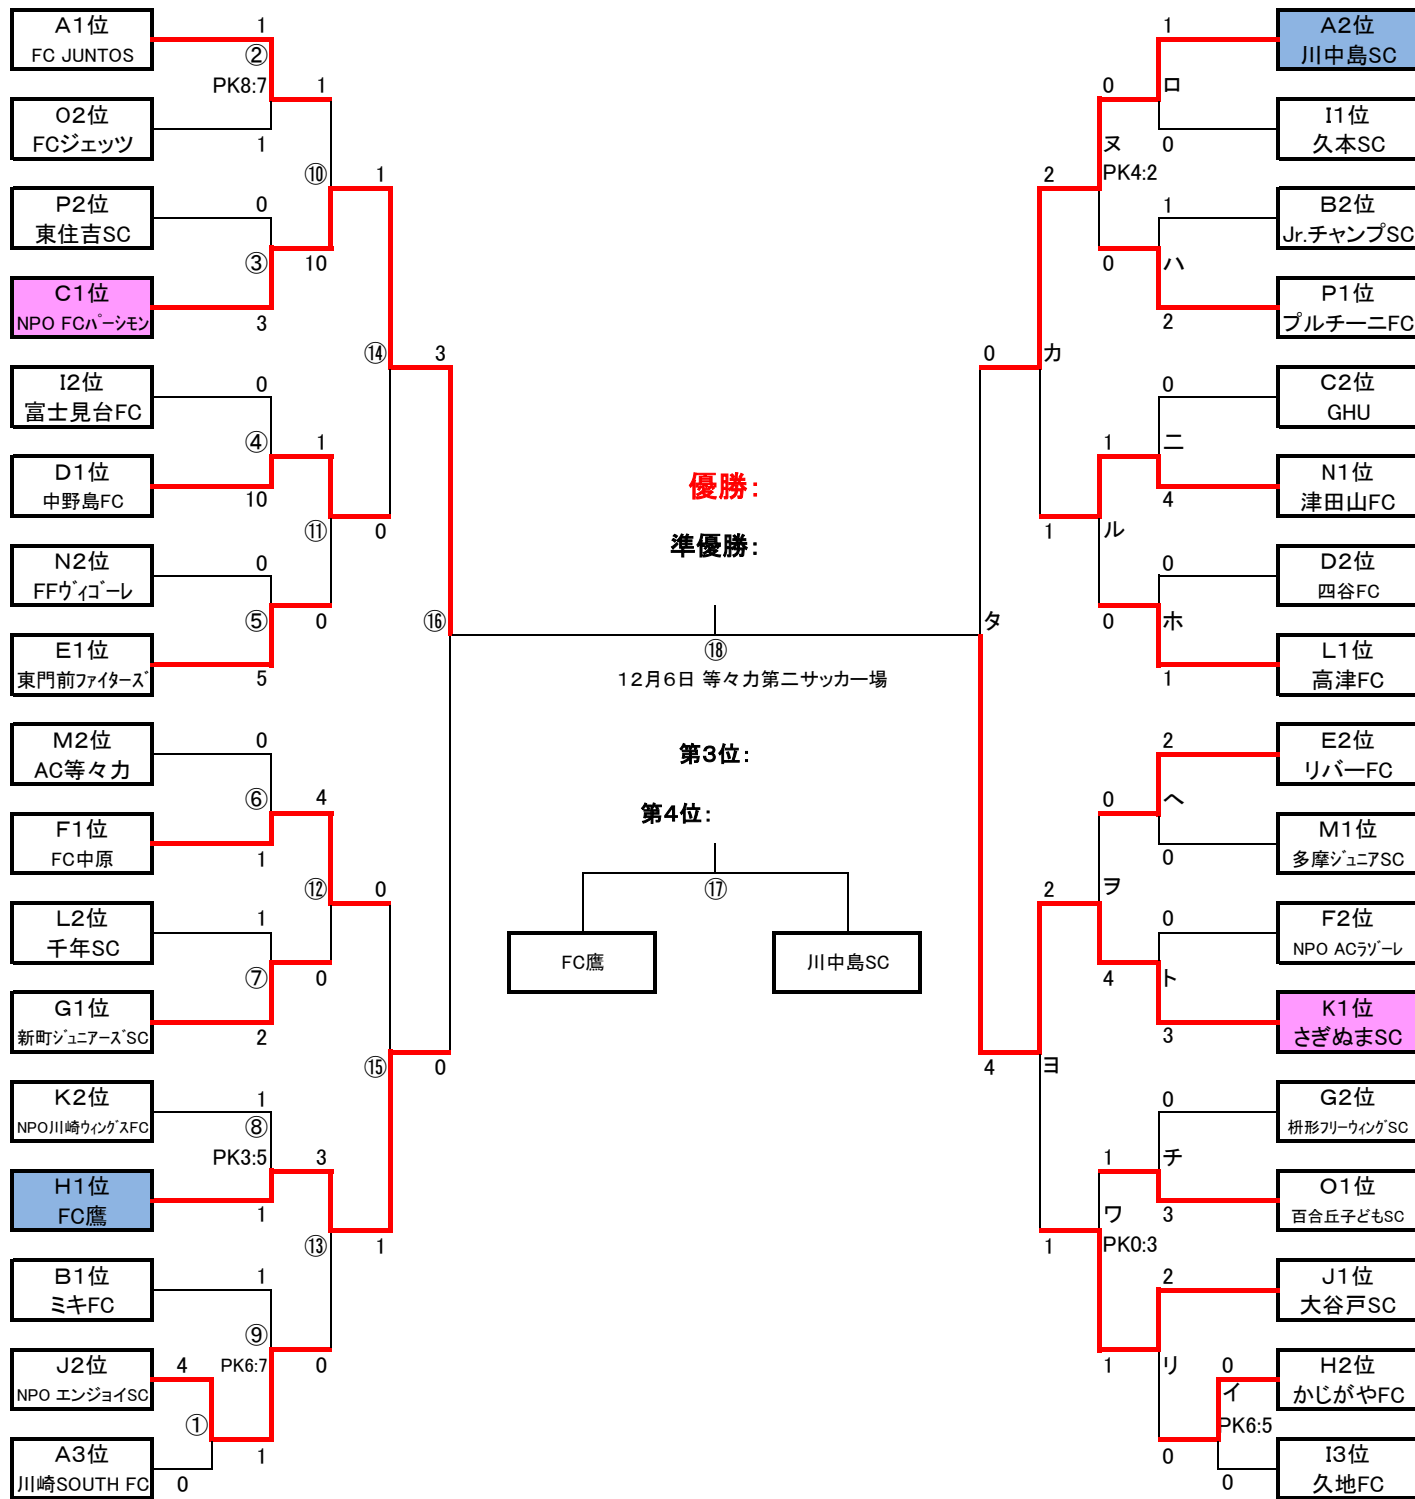 A1位
FC JUNTOS
1
②
PK8:7
1
O2位
FCジェッツ
1
⑩
1
P2位
東住吉SC
0
③
10
C1位
NPO FCパーシモン
3
⑭
3
I2位
富士見台FC
0
④
1
D1位
中野島FC
10
⑪
0
N2位
FFヴィゴーレ
0
⑤
0
⑯
E1位
東門前ファイターズ
5
M2位
AC等々力
0
⑥
4
F1位
FC中原
1
⑫
0
L2位
千年SC
1
⑦
0
G1位
新町ジュニアーズSC
2
⑮
0
K2位
NPO川崎ウィングスFC
1
⑧
PK3:5
3
H1位
FC鷹
1
⑬
1
B1位
ミキFC
1
⑨
PK6:7
0
J2位
NPO エンジョイSC
4
①
1
A3位
川崎SOUTH FC
0
優勝:
準優勝:
⑱
12月6日 等々力第二サッカー場
第3位:
第4位:
⑰
FC鷹
川中島SC
1
A2位
川中島SC
0
ロ
I1位
久本SC
0
ヌ
PK4:2
2
1
B2位
Jr.チャンプSC
0
ハ
P1位
プルチーニFC
2
0
カ
0
C2位
GHU
1
ニ
N1位
津田山FC
4
1
ル
0
D2位
四谷FC
0
ホ
タ
L1位
高津FC
1
2
E2位
リバーFC
0
ヘ
M1位
多摩ジュニアSC
0
2
ヲ
0
F2位
NPO ACラゾーレ
4
ト
K1位
さぎぬまSC
3
4
ヨ
0
G2位
枡形フリーウィングSC
1
チ
O1位
百合丘子どもSC
3
ワ
PK0:3
1
2
J1位
大谷戸SC
1
リ
0
H2位
かじがやFC
イ
PK6:5
0
I3位
久地FC
0